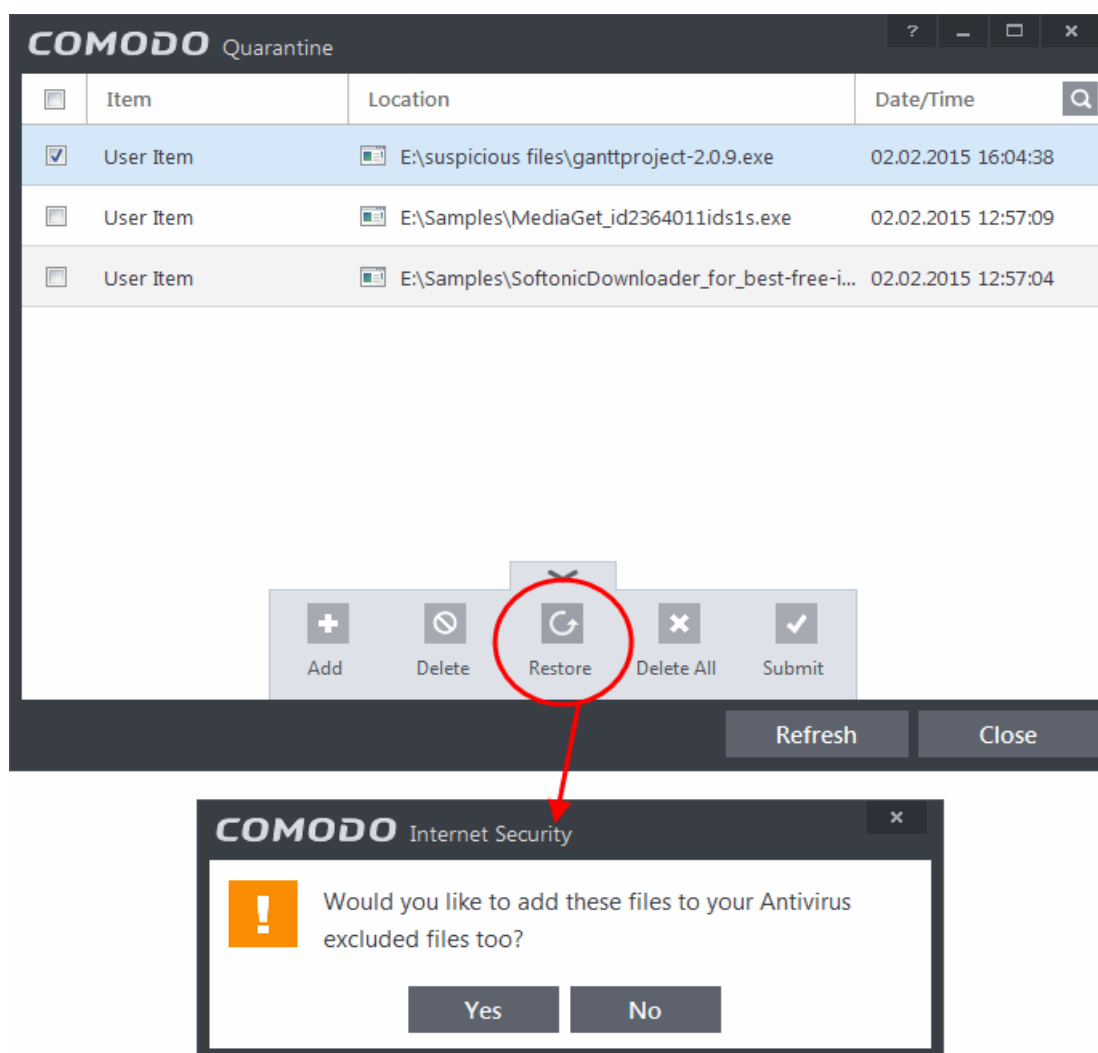 COMODO Quarantine ?
Item Location Date/Time
User Item E:\suspicious files\ganttproject-2.0.9.exe 02.02.2015 16:04:38
User Item E:\Samples\MediaGet_id2364011ids1s.exe 02.02.2015 12:57:09
User Item E:\Samples\SoftonicDownloader_for_best-free-i... 02.02.2015 12:57:04
Add Delete Restore Delete All Submit
Refresh Close
COMODO Internet Security
Would you like to add these files to your Antivirus
excluded files too?
Yes No